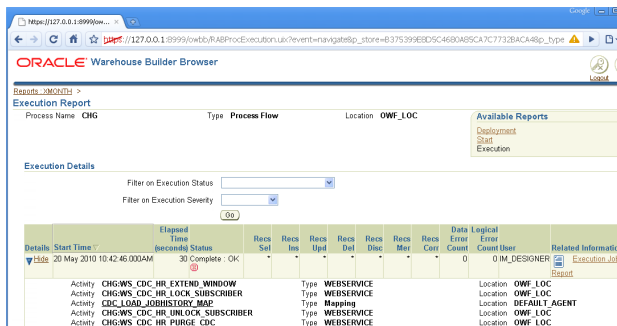 Google
https://127.0.0.1:8999/ow... ×
https://127.0.0.1:8999/owbb/RABProcExecution.uix?event=navigate&p_store=B375399EBD5C46B0A85CA7C7732BACA4&p_type
ORACLE Warehouse Builder Browser
Logout
Reports XMONTH >
Execution Report
Process Name CHG Type Process Flow Location OWF_LOC Available Reports
Deployment
Start
Execution
Execution Details
Filter on Execution Status
Filter on Execution Severity
Go
Details Start Time Elapsed Time (seconds) Status Recs Sel Recs Ins Recs Upd Recs Del Recs Disc Recs Mer Recs Corr Data Error Count Logical Error Count User Related Informatio
Hide 20 May 2010 10:42:46.000AM 30 Complete : OK * * * * * * * 0 0 IM_DESIGNER Execution Jo
Report
Activity CHG:WS_CDC_HR_EXTEND_WINDOW Type WEBSERVICE Location OWF_LOC
Activity CHG:WS_CDC_HR_LOCK_SUBSCRIBER Type WEBSERVICE Location OWF_LOC
Activity CDC_LOAD_JOBHISTORY_MAP Type Mapping Location DEFAULT_AGENT
Activity CHG:WS_CDC_HR_UNLOCK_SUBSCRIBER Type WEBSERVICE Location OWF_LOC
Activity CHG:WS_CDC_HR_PURGE_CDC Type WEBSERVICE Location OWF_LOC